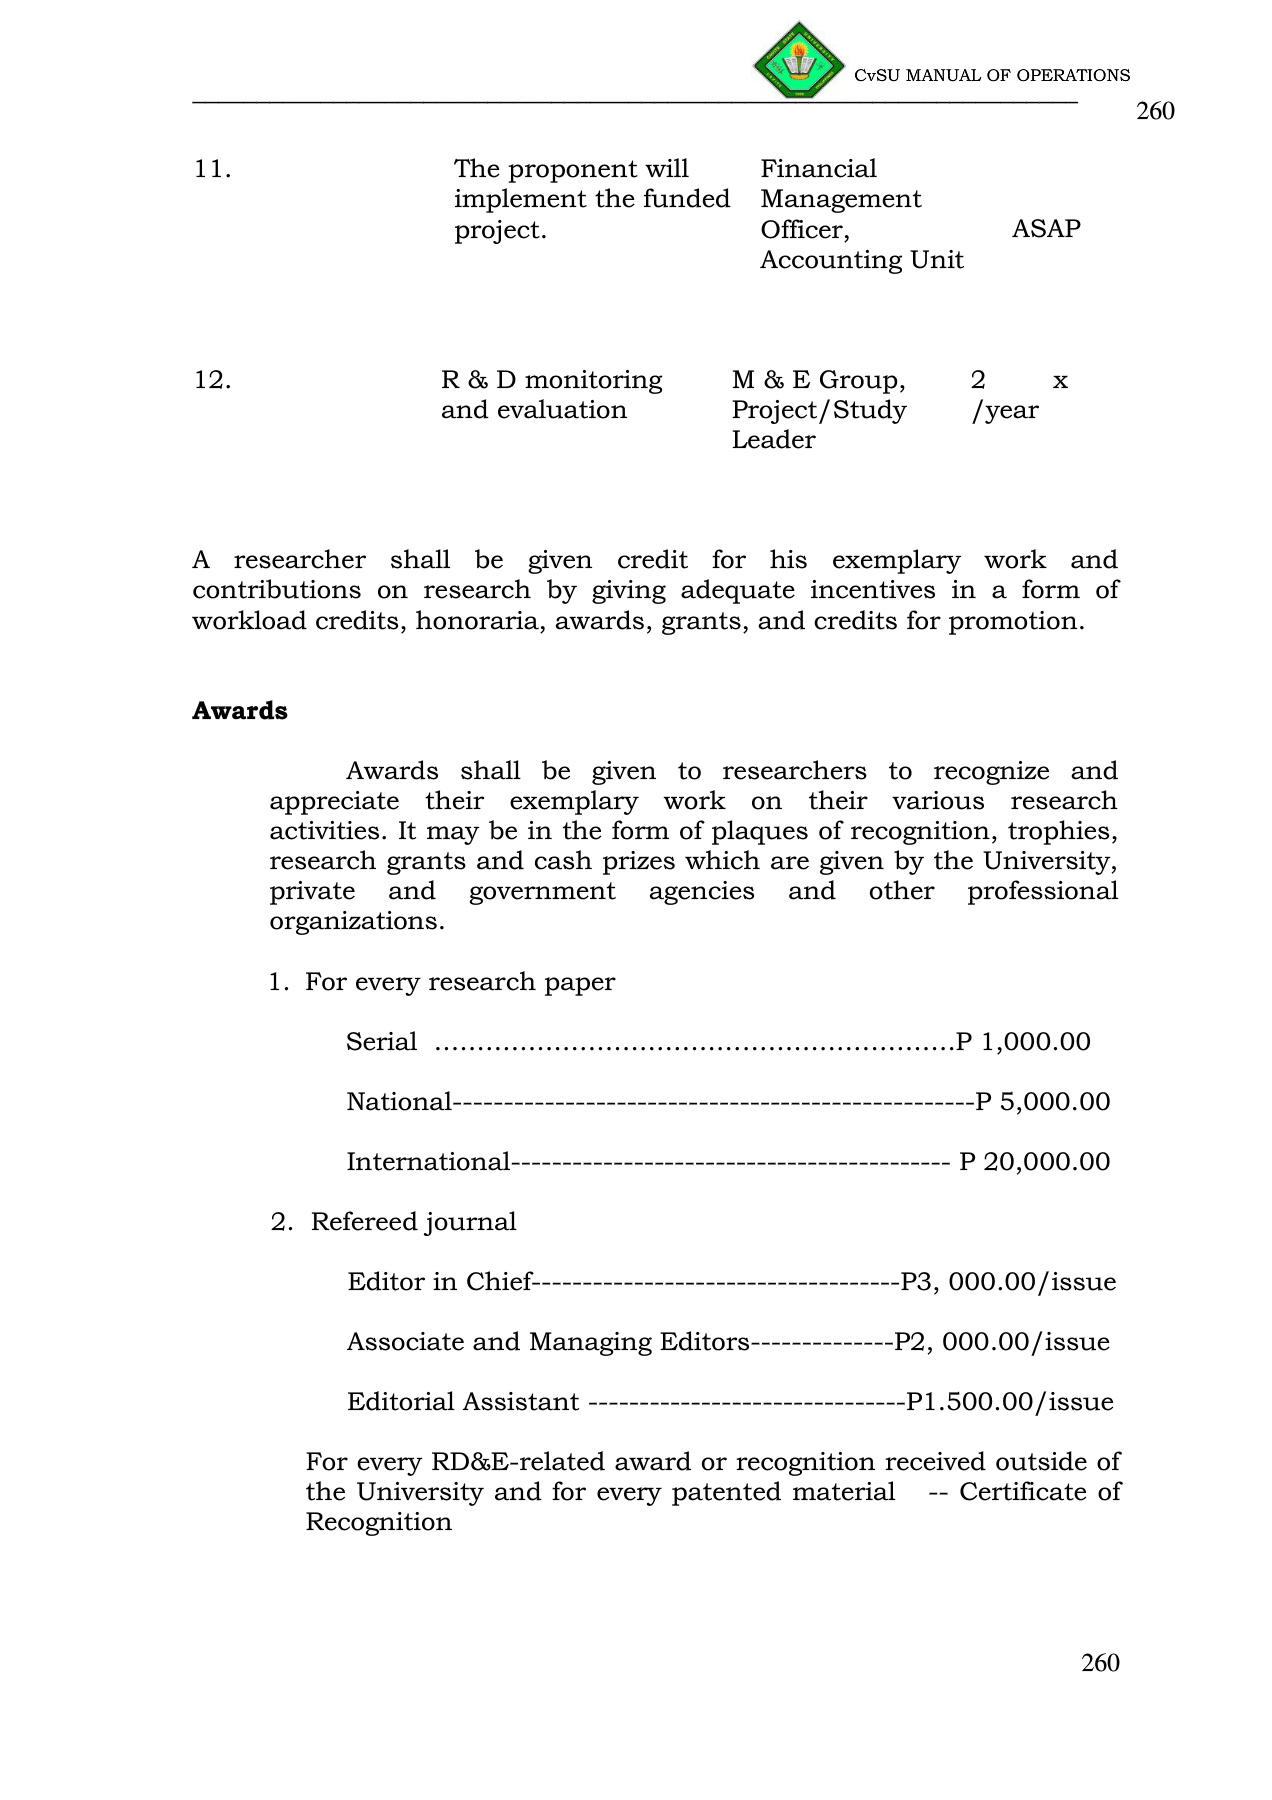 CvSU MANUAL OF OPERATIONS
260
11. The proponent will Financial
implement the funded Management
project. Officer, ASAP
Accounting Unit
12. R & D monitoring M & E Group, 2 x
and evaluation Project/Study /year
Leader
A researcher shall be given credit for his exemplary work and
contributions on research by giving adequate incentives in a form of
workload credits, honoraria, awards, grants, and credits for promotion.
Awards
Awards shall be given to researchers to recognize and
appreciate their exemplary work on their various research
activities. It may be in the form of plaques of recognition, trophies,
research grants and cash prizes which are given by the University,
private and government agencies and other professional
organizations.
1. For every research paper
Serial …………………………………………………….P 1,000.00
National---------------------------------------------------P 5,000.00
International------------------------------------------- P 20,000.00
2. Refereed journal
Editor in Chief------------------------------------P3, 000.00/issue
Associate and Managing Editors--------------P2, 000.00/issue
Editorial Assistant -------------------------------P1.500.00/issue
For every RD&E-related award or recognition received outside of
the University and for every patented material -- Certificate of
Recognition
260